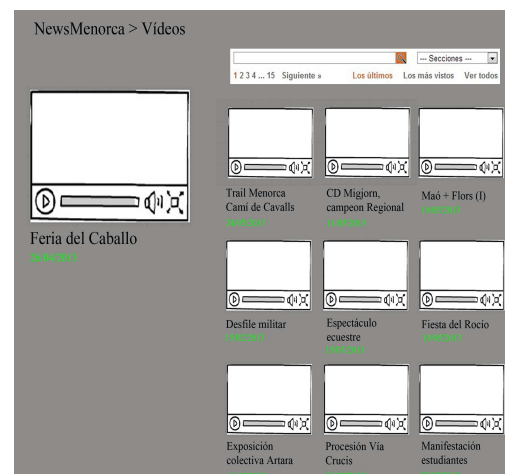 NewsMenorca > Vídeos
--- Secciones ---
1 2 3 4 ... 15 Siguiente » Los últimos Los más vistos Ver todos
Feria del Caballo
Trail Menorca
Camí de Cavalls
CD Migjorn,
campeon Regional
Maó + Flors (I)
Desfile militar
Espectáculo
ecuestre
Fiesta del Rocio
Exposición
colectiva Artara
Procesión Vía
Crucis
Manifestación
estudiantes